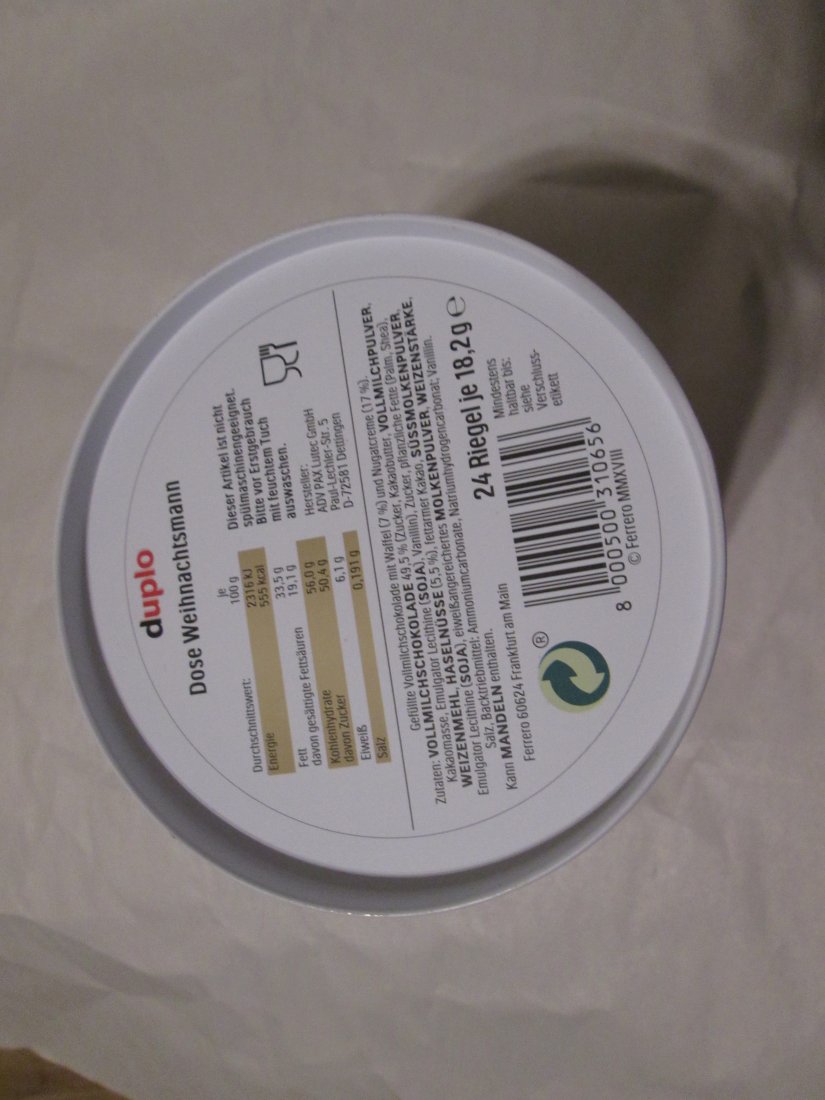 duplo
Dose Weihnachtsmann
Durchschnittswert: je 100 g
Energie 2316 kJ
555 kcal
Fett 33,5 g
davon gesättigte Fettsäuren 19,1 g
Kohlenhydrate 56,0 g
davon Zucker 50,4 g
Eiweiß 6,1 g
Salz 0,191 g
Dieser Artikel ist nicht
spülmaschinengeeignet.
Bitte vor Erstgebrauch
mit feuchtem Tuch
auswaschen.
Hersteller:
ADV PAX Lutec GmbH
Paul-Lechler-Str. 5
D-72581 Dettingen
Gefüllte Vollmilchschokolade mit Waffel (7 %) und Nugatcreme (17 %).
Zutaten: VOLLMILCHSCHOKOLADE 49,5 % (Zucker, Kakaobutter, VOLLMILCHPULVER,
Kakaomasse, Emulgator Lecithine (SOJA), Vanillin), Zucker, pflanzliche Fette (Palm, Shea),
WEIZENMEHL, HASELNÜSSE (5,5 %), fettarmer Kakao, SÜSSMOLKENPULVER,
Emulgator Lecithine (SOJA), eiweißangereichertes MOLKENPULVER, WEIZENSTÄRKE,
Salz, Backtriebmittel: Ammoniumcarbonate, Natriumhydrogencarbonat; Vanillin.
Kann MANDELN enthalten.
24 Riegel je 18,2 g ℮
Ferrero 60624 Frankfurt am Main
Mindestens
haltbar bis:
siehe
Verschluss-
etikett
®
8 000500 310656
© Ferrero MMXVIII